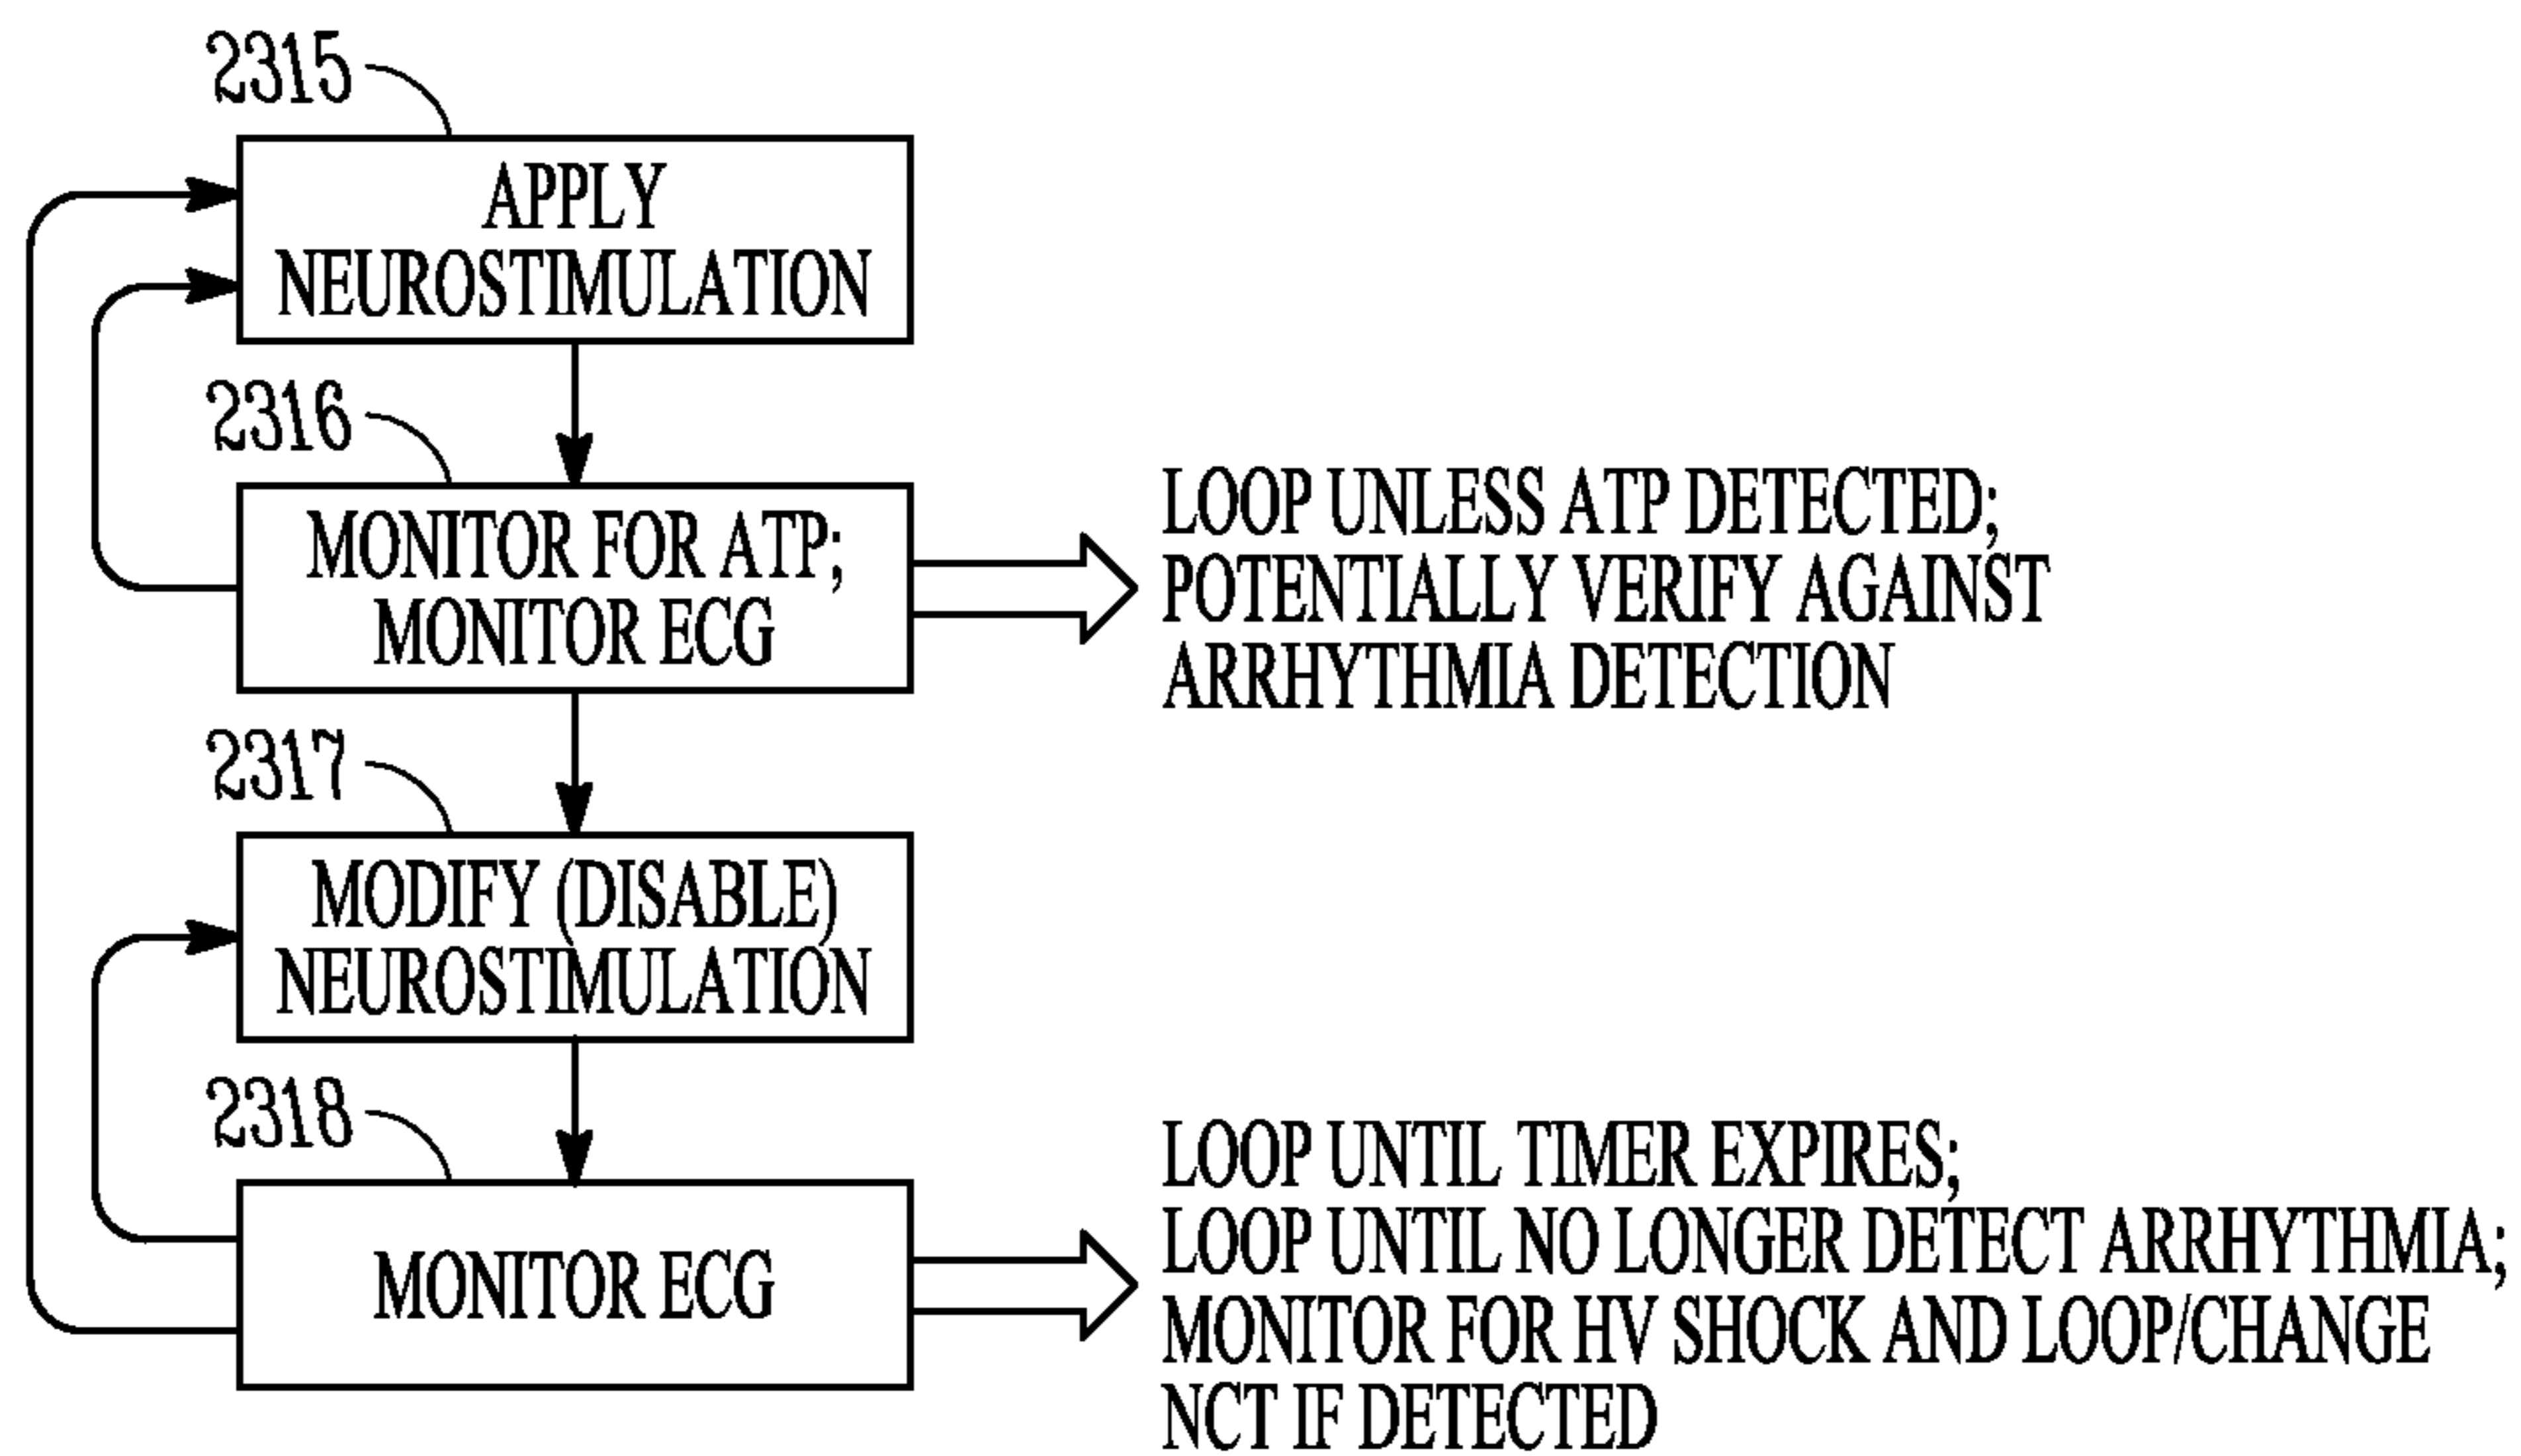 2315
APPLY
NEUROSTIMULATION
2316
MONITOR FOR ATP;
MONITOR ECG
LOOP UNLESS ATP DETECTED;
POTENTIALLY VERIFY AGAINST
ARRHYTHMIA DETECTION
2317
MODIFY (DISABLE)
NEUROSTIMULATION
2318
MONITOR ECG
LOOP UNTIL TIMER EXPIRES;
LOOP UNTIL NO LONGER DETECT ARRHYTHMIA;
MONITOR FOR HV SHOCK AND LOOP/CHANGE
NCT IF DETECTED